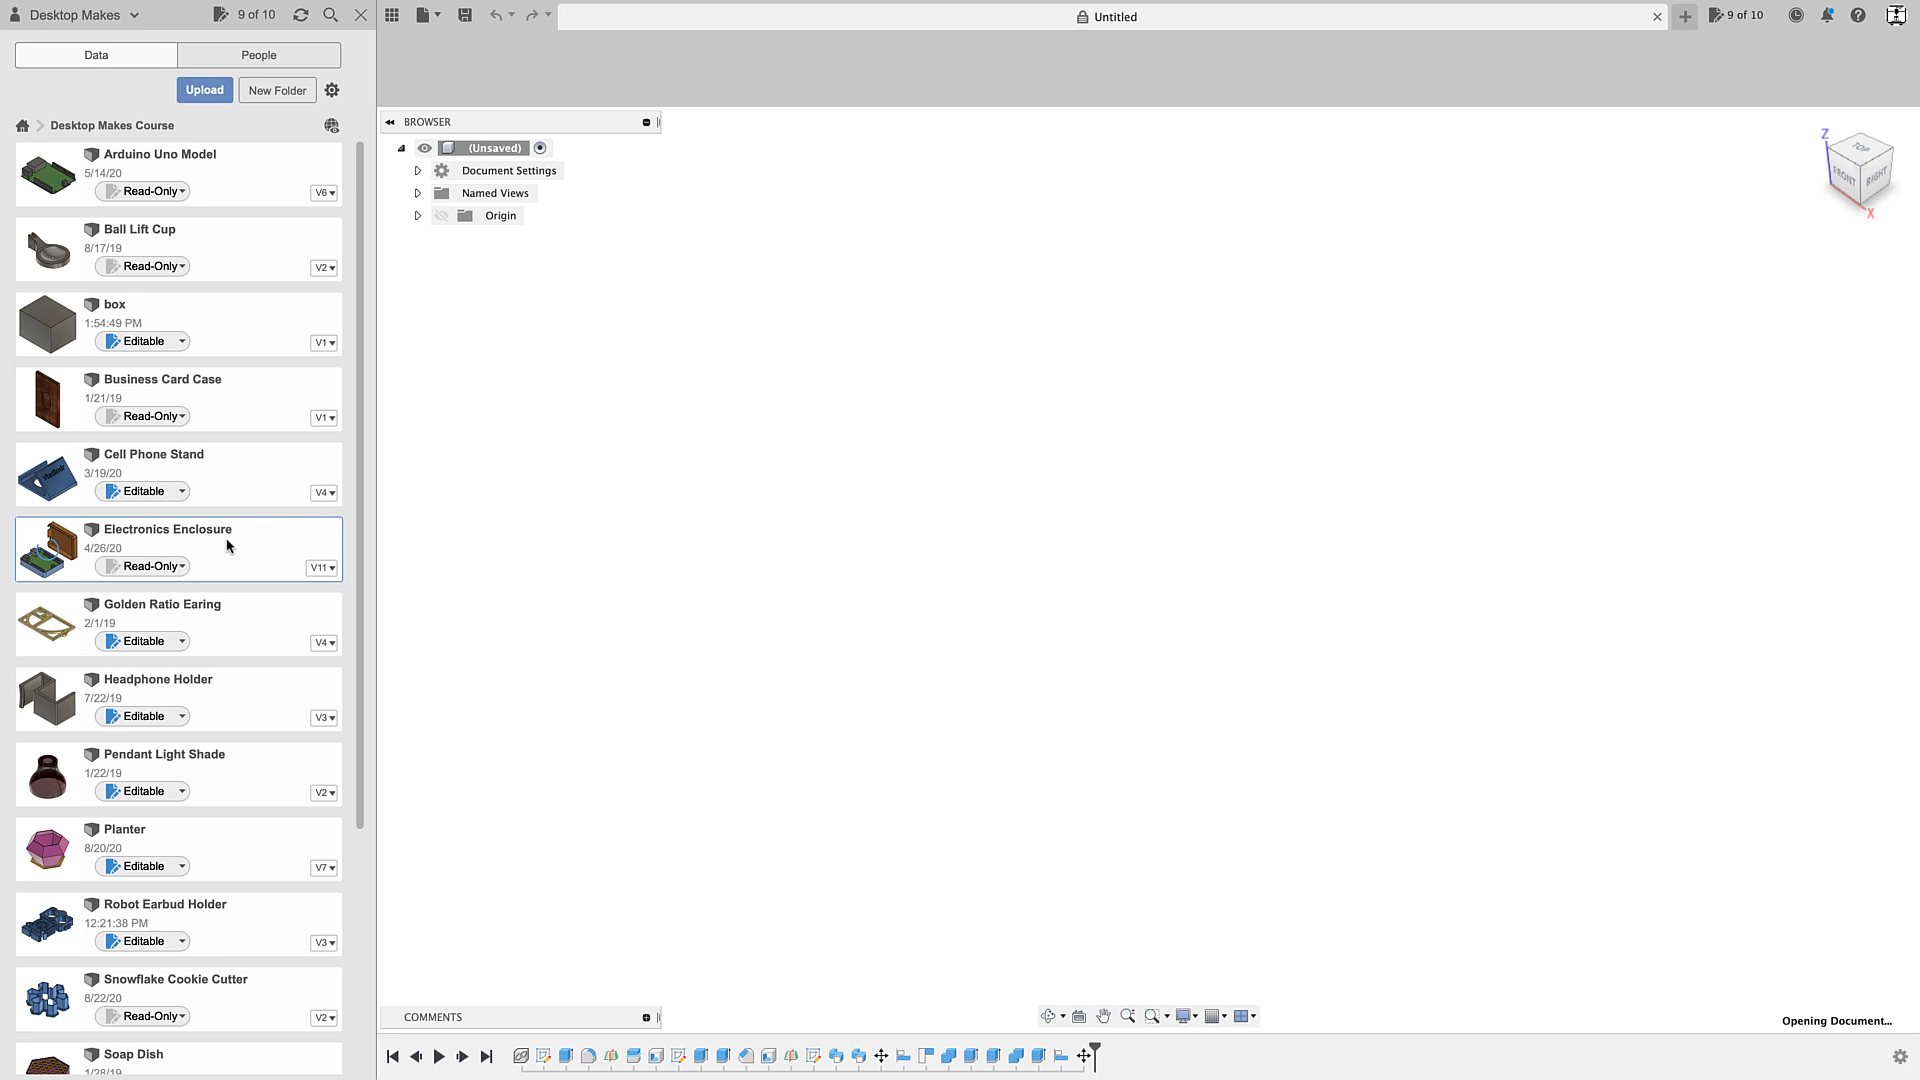 Desktop Makes 9 of 10
Untitled
9 of 10
Data People
Upload New Folder
Desktop Makes Course
Arduino Uno Model
5/14/20
Read-Only V6
Ball Lift Cup
8/17/19
Read-Only V2
box
1:54:49 PM
Editable V1
Business Card Case
1/21/19
Read-Only V1
Cell Phone Stand
3/19/20
Editable V4
Electronics Enclosure
4/26/20
Read-Only V11
Golden Ratio Earing
2/1/19
Editable V4
Headphone Holder
7/22/19
Editable V3
Pendant Light Shade
1/22/19
Editable V2
Planter
8/20/20
Editable V7
Robot Earbud Holder
12:21:38 PM
Editable V3
Snowflake Cookie Cutter
8/22/20
Read-Only V2
Soap Dish
1/28/19
BROWSER
(Unsaved)
Document Settings
Named Views
Origin
Z
TOP
FRONT RIGHT
X
COMMENTS
Opening Document...